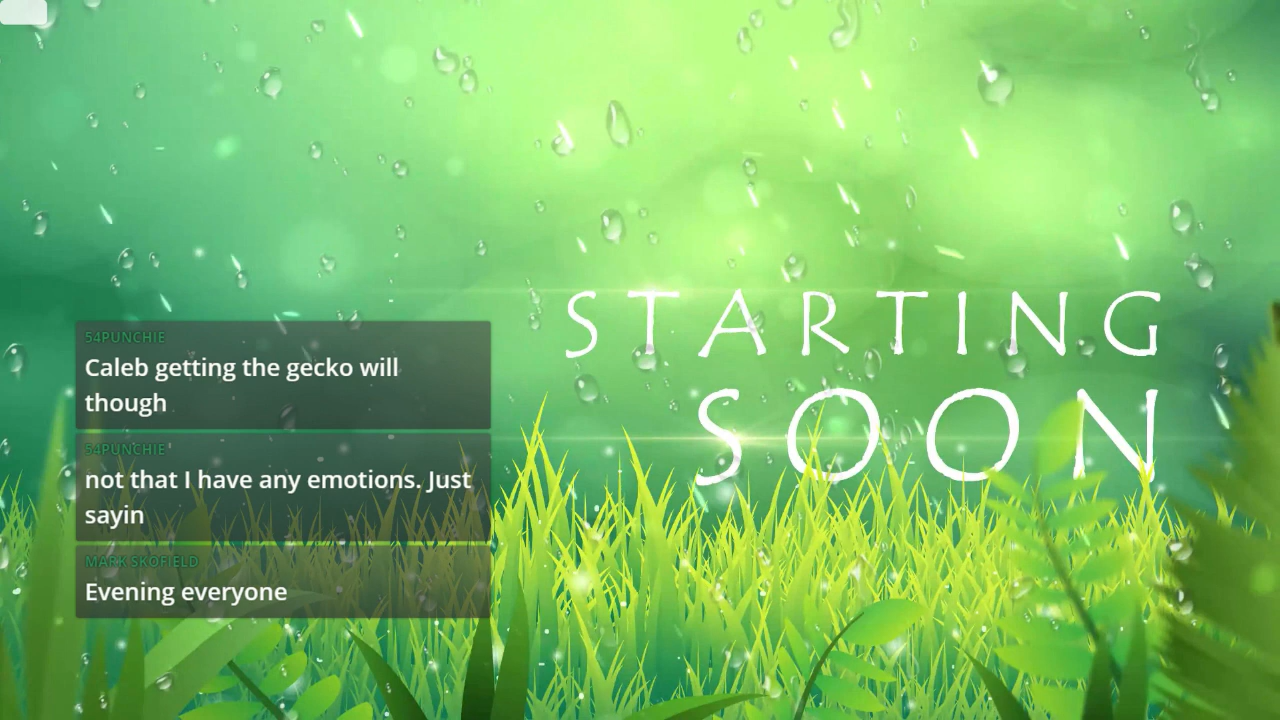 STARTING
SOON
54PUNCHIE
Caleb getting the gecko will
though
54PUNCHIE
not that I have any emotions. Just
sayin
MARK SKOFIELD
Evening everyone